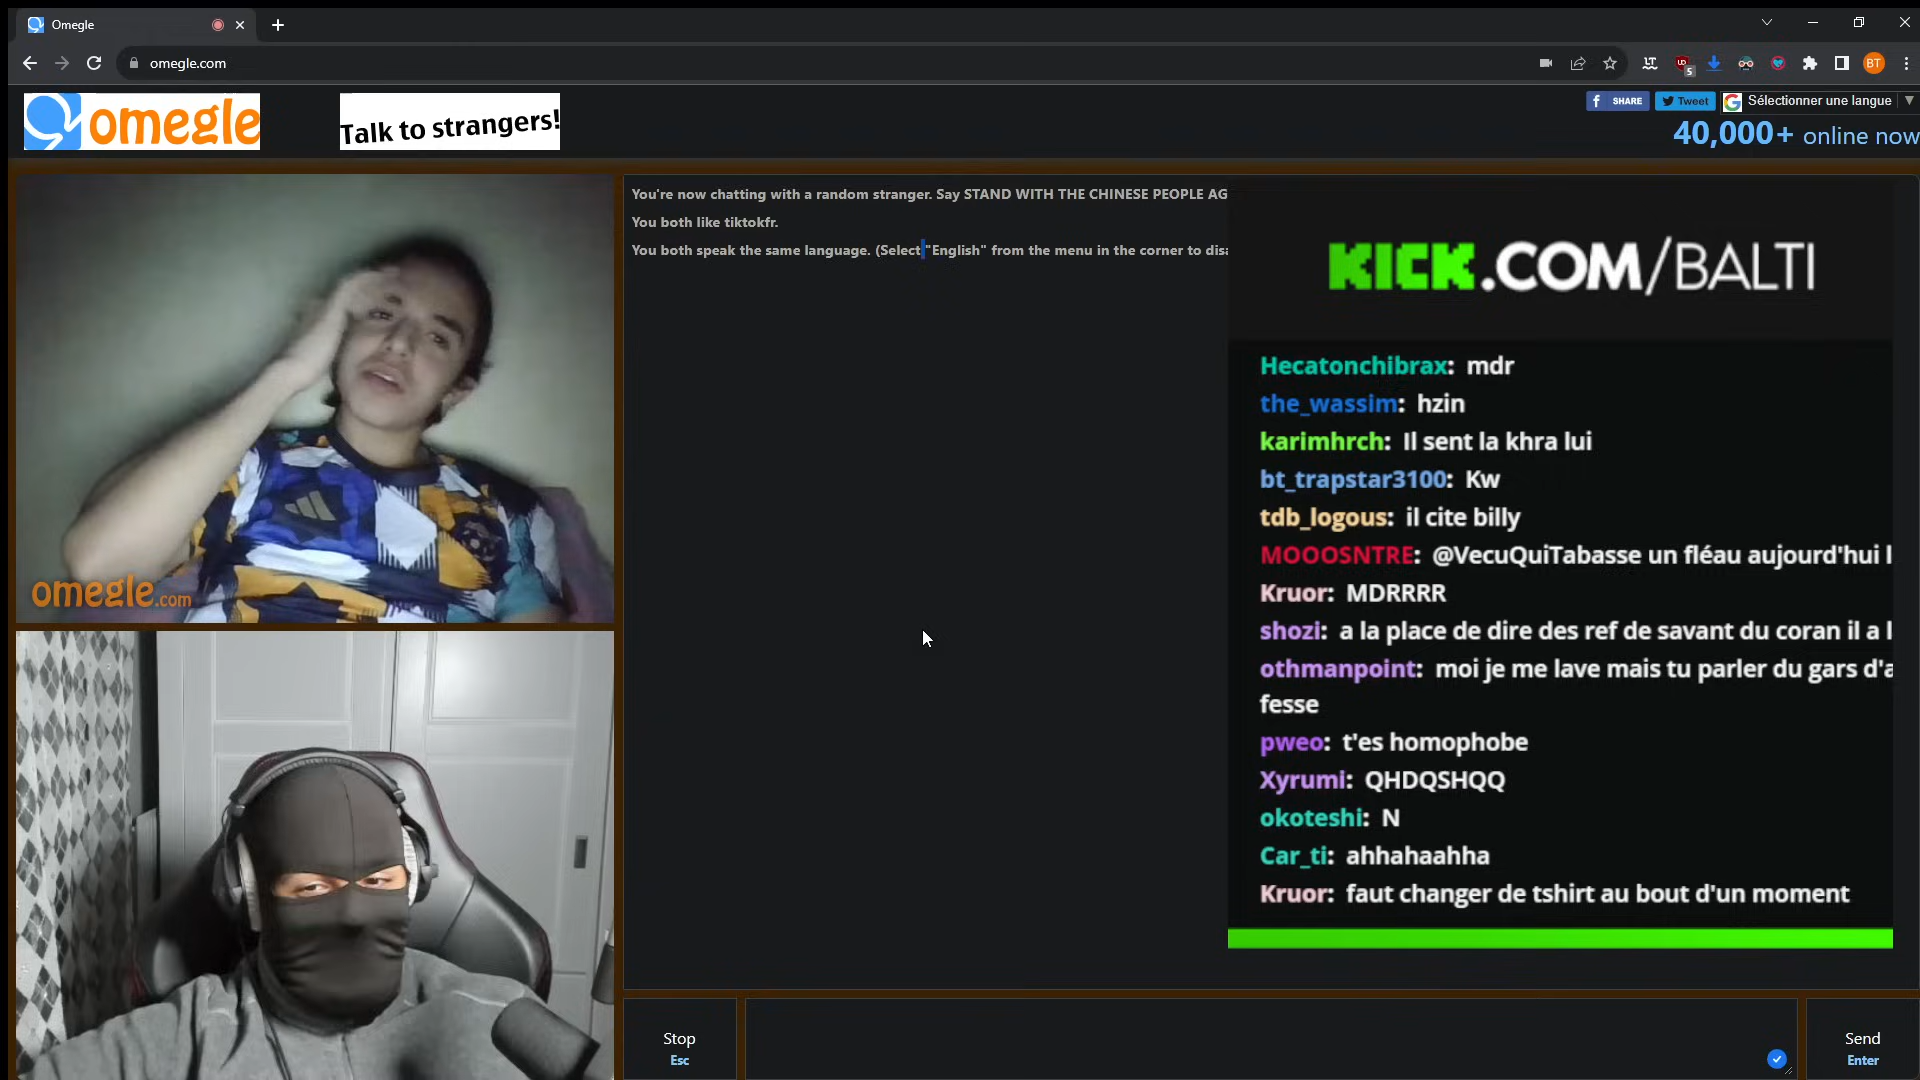 Omegle
omegle.com
5
BT
omegle
Talk to strangers!
SHARE
Tweet
Sélectionner une langue
40,000+ online now
You're now chatting with a random stranger. Say STAND WITH THE CHINESE PEOPLE AG
You both like tiktokfr.
You both speak the same language. (Select "English" from the menu in the corner to disa
KICK.COM/BALTI
Hecatonchibrax: mdr
the_wassim: hzin
karimhrch: Il sent la khra lui
bt_trapstar3100: Kw
tdb_logous: il cite billy
MOOOSNTRE: @VecuQuiTabasse un fléau aujourd'hui l
Kruor: MDRRRR
shozi: a la place de dire des ref de savant du coran il a l
othmanpoint: moi je me lave mais tu parler du gars d'a
fesse
pweo: t'es homophobe
Xyrumi: QHDQSHQQ
okoteshi: N
Car_ti: ahhahaahha
Kruor: faut changer de tshirt au bout d'un moment
omegle.com
Stop
Esc
Send
Enter